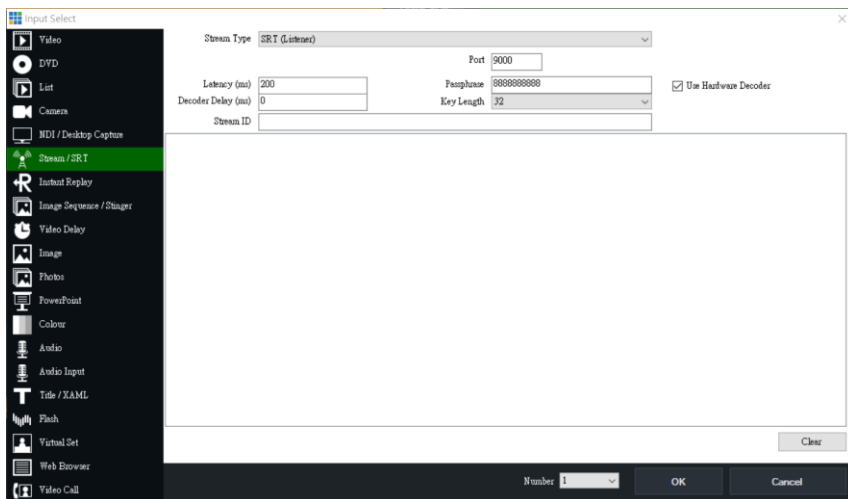 Input Select
Video
DVD
List
Camera
NDI / Desktop Capture
Stream / SRT
Instant Replay
Image Sequence / Stinger
Video Delay
Image
Photos
PowerPoint
Colour
Audio
Audio Input
Title / XAML
Flash
Virtual Set
Web Browser
Video Call
Stream Type SRT (Listener)
Port 9000
Latency (ms) 200 Passphrase 8888888888 Use Hardware Decoder
Decoder Delay (ms) 0 Key Length 32
Stream ID
Clear
Number 1 OK Cancel